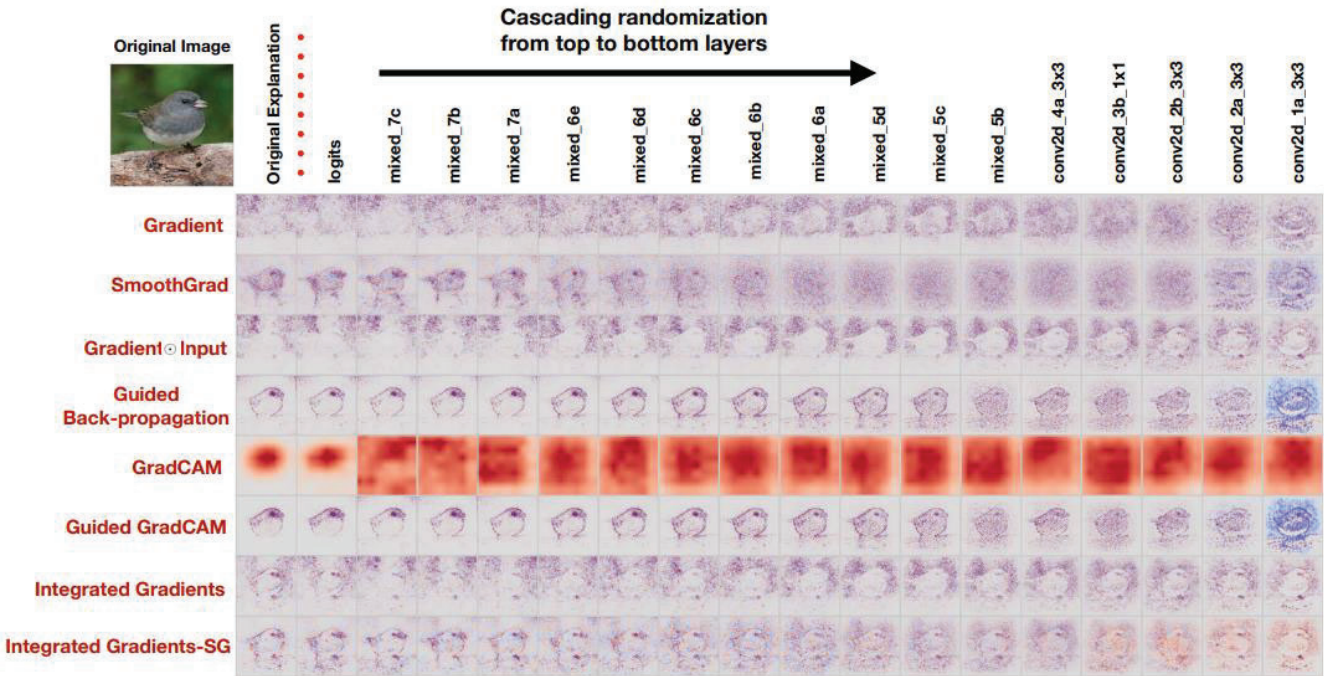 Cascading randomization
from top to bottom layers
Original Image
Original Explanation
logits
mixed_7c
mixed_7b
mixed_7a
mixed_6e
mixed_6d
mixed_6c
mixed_6b
mixed_6a
mixed_5d
mixed_5c
mixed_5b
conv2d_4a_3x3
conv2d_3b_1x1
conv2d_2b_3x3
conv2d_2a_3x3
conv2d_1a_3x3
Gradient
SmoothGrad
Gradient⊙Input
Guided
Back-propagation
GradCAM
Guided GradCAM
Integrated Gradients
Integrated Gradients-SG